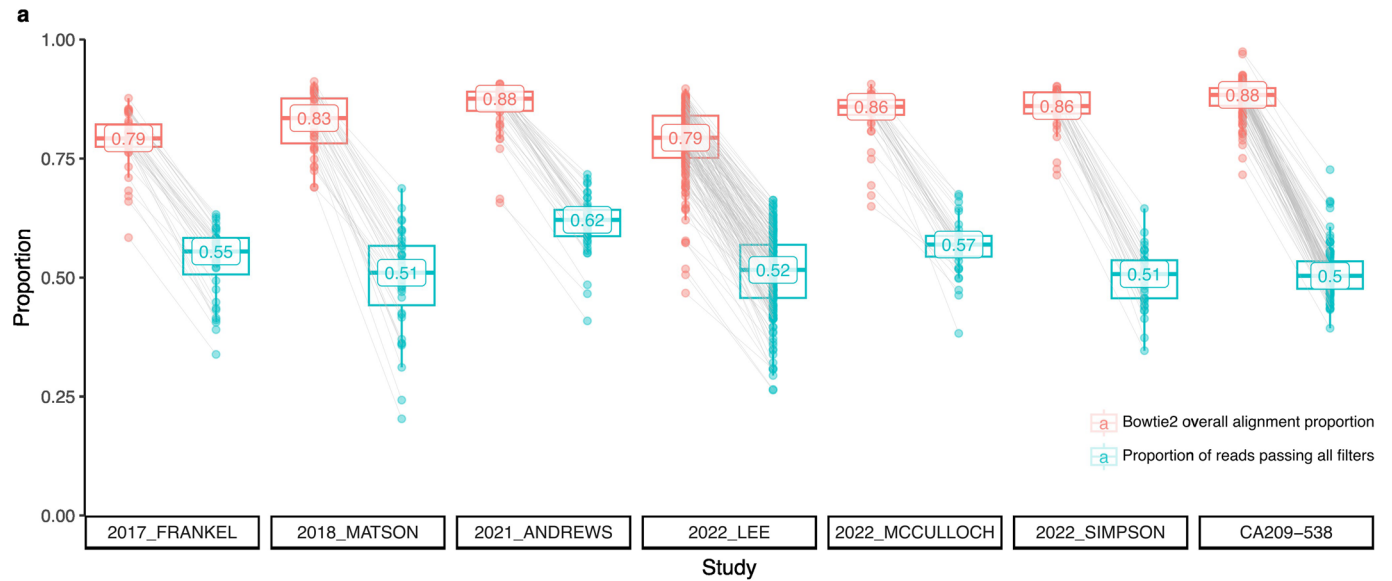 a
1.00
0.75
0.50
0.25
0.00
Proportion
0.79
0.55
0.83
0.51
0.88
0.62
0.79
0.52
0.86
0.57
0.86
0.51
0.88
0.5
a Bowtie2 overall alignment proportion
a Proportion of reads passing all filters
2017_FRANKEL
2018_MATSON
2021_ANDREWS
2022_LEE
2022_MCCULLOCH
2022_SIMPSON
CA209−538
Study